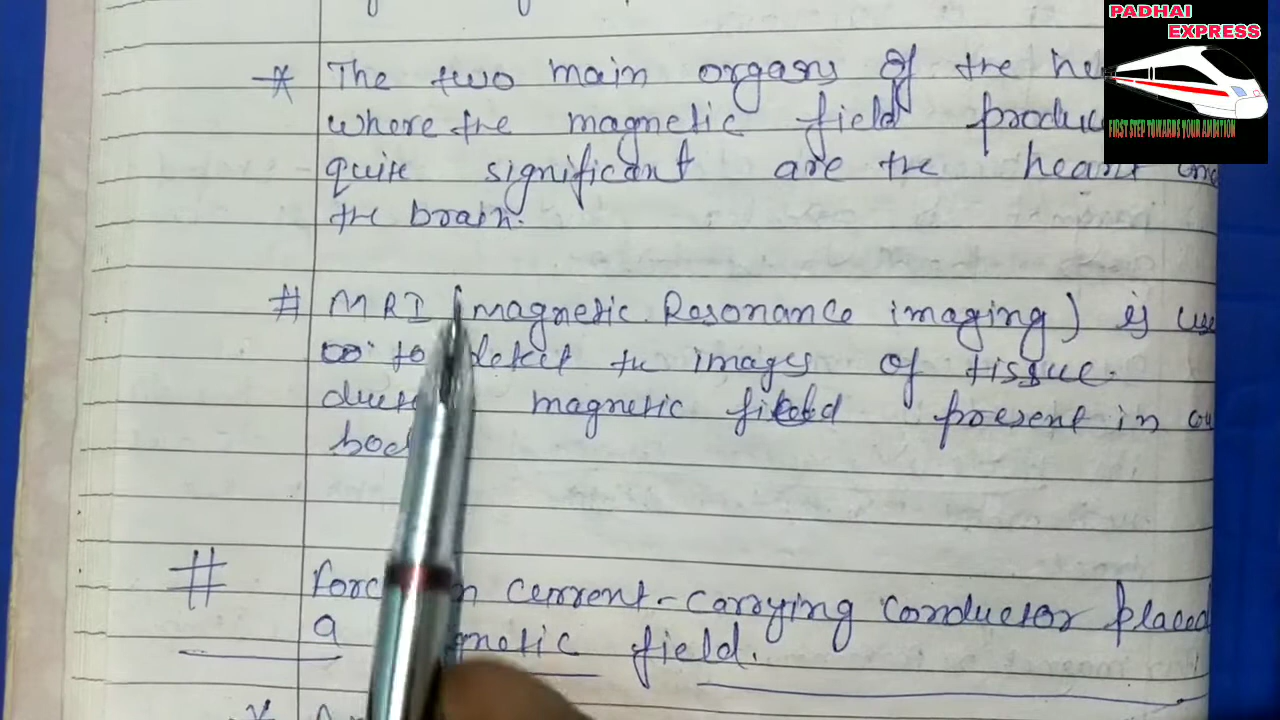 PADHAI
EXPRESS
FIRST STEP TOWARDS YOUR AMBITION
* The two main organs of the
where the magnetic field
quite significant are the heart
the brain.
# MRI (magnetic Resonance imaging) is
to detect the images of tissue.
magnetic field present in
# current-carrying conductor placed
a field.